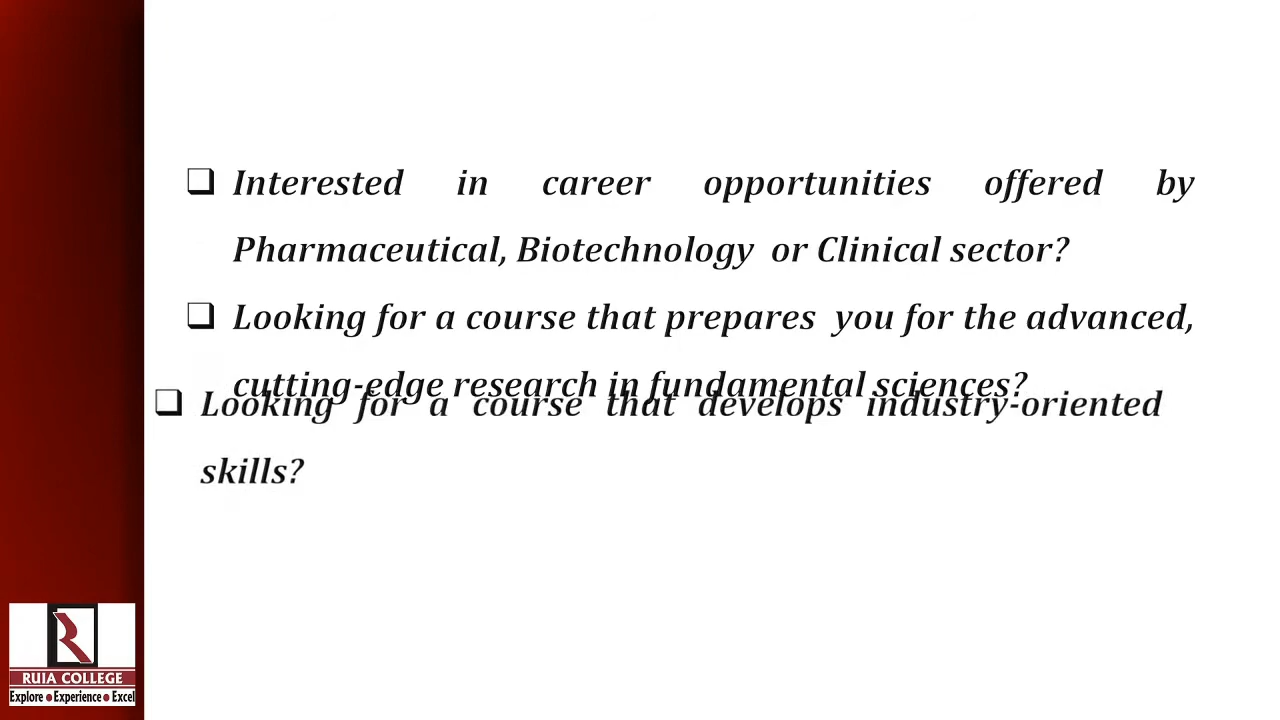 ❑ Interested in career opportunities offered by
Pharmaceutical, Biotechnology or Clinical sector?
❑ Looking for a course that prepares you for the advanced,
cutting-edge research in fundamental sciences?
❑ Looking for a course that develops industry-oriented
skills?
R
RUIA COLLEGE
Explore ● Experience ● Excel